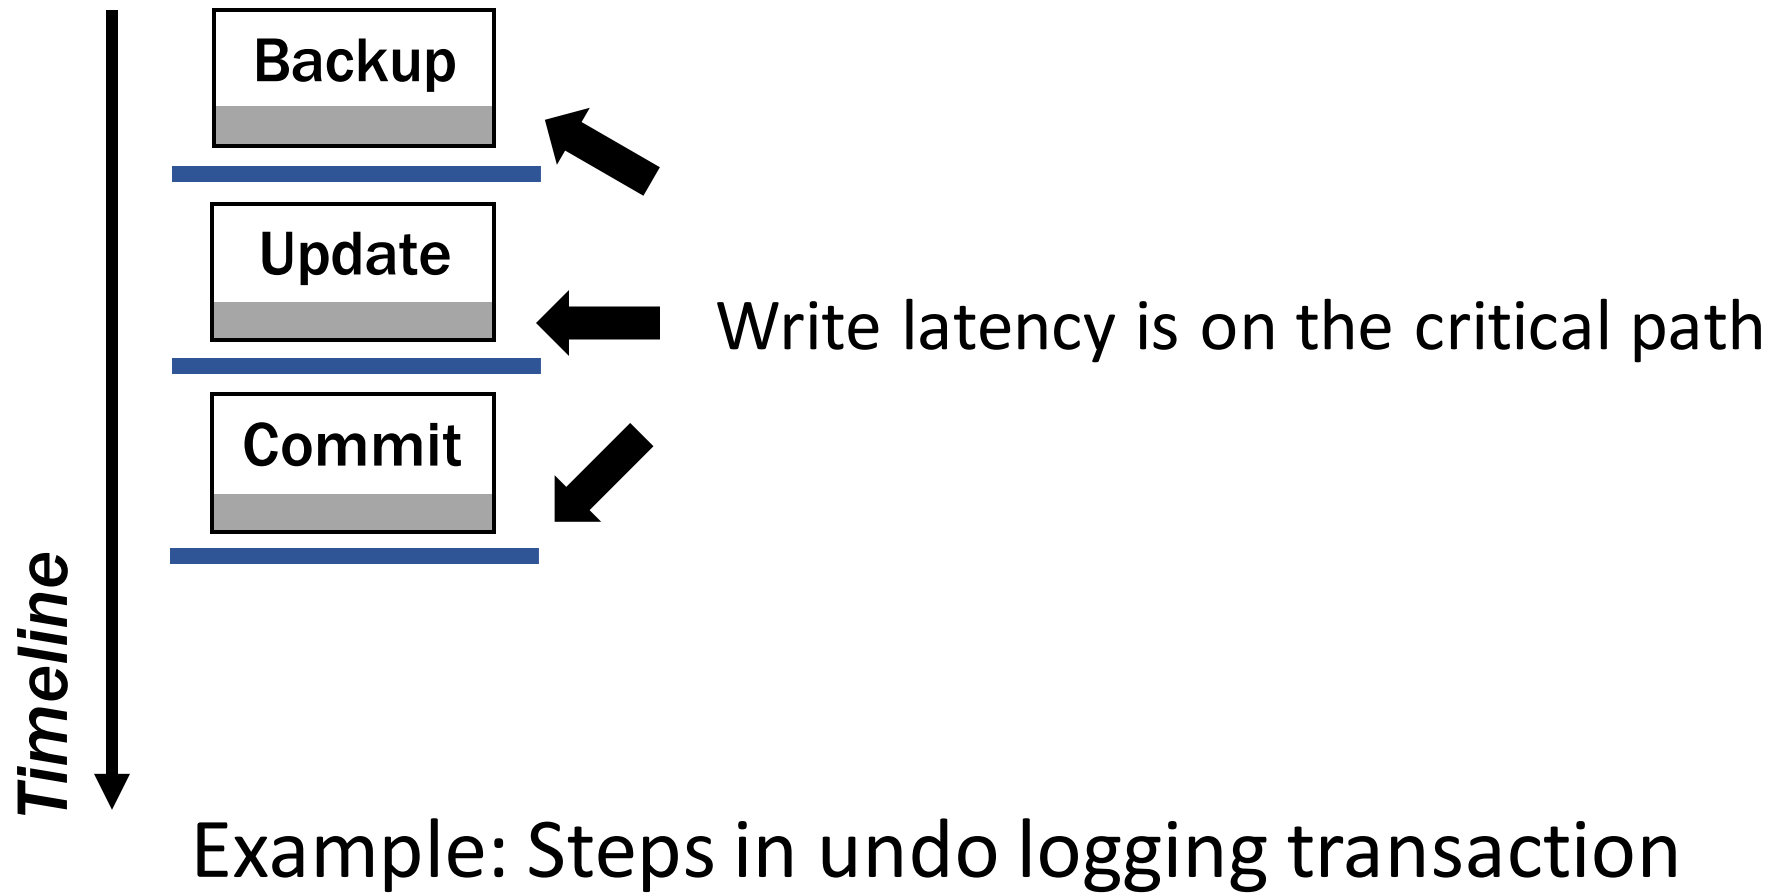 Backup
Update
Write latency is on the critical path
Commit
Timeline
Example: Steps in undo logging transaction